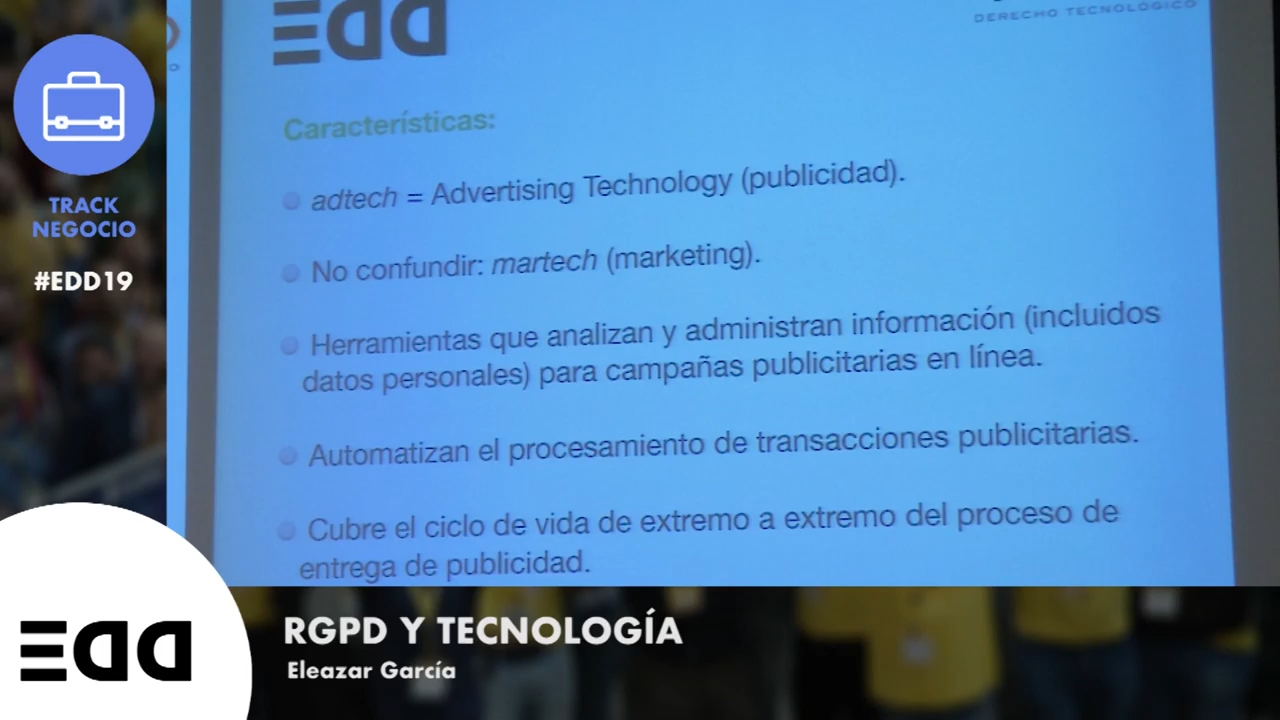 EDD
DERECHO TECNOLÓGICO
Características:
adtech = Advertising Technology (publicidad).
No confundir: martech (marketing).
Herramientas que analizan y administran información (incluidos
datos personales) para campañas publicitarias en línea.
Automatizan el procesamiento de transacciones publicitarias.
Cubre el ciclo de vida de extremo a extremo del proceso de
entrega de publicidad.
TRACK
NEGOCIO
#EDD19
EDD
RGPD Y TECNOLOGÍA
Eleazar García